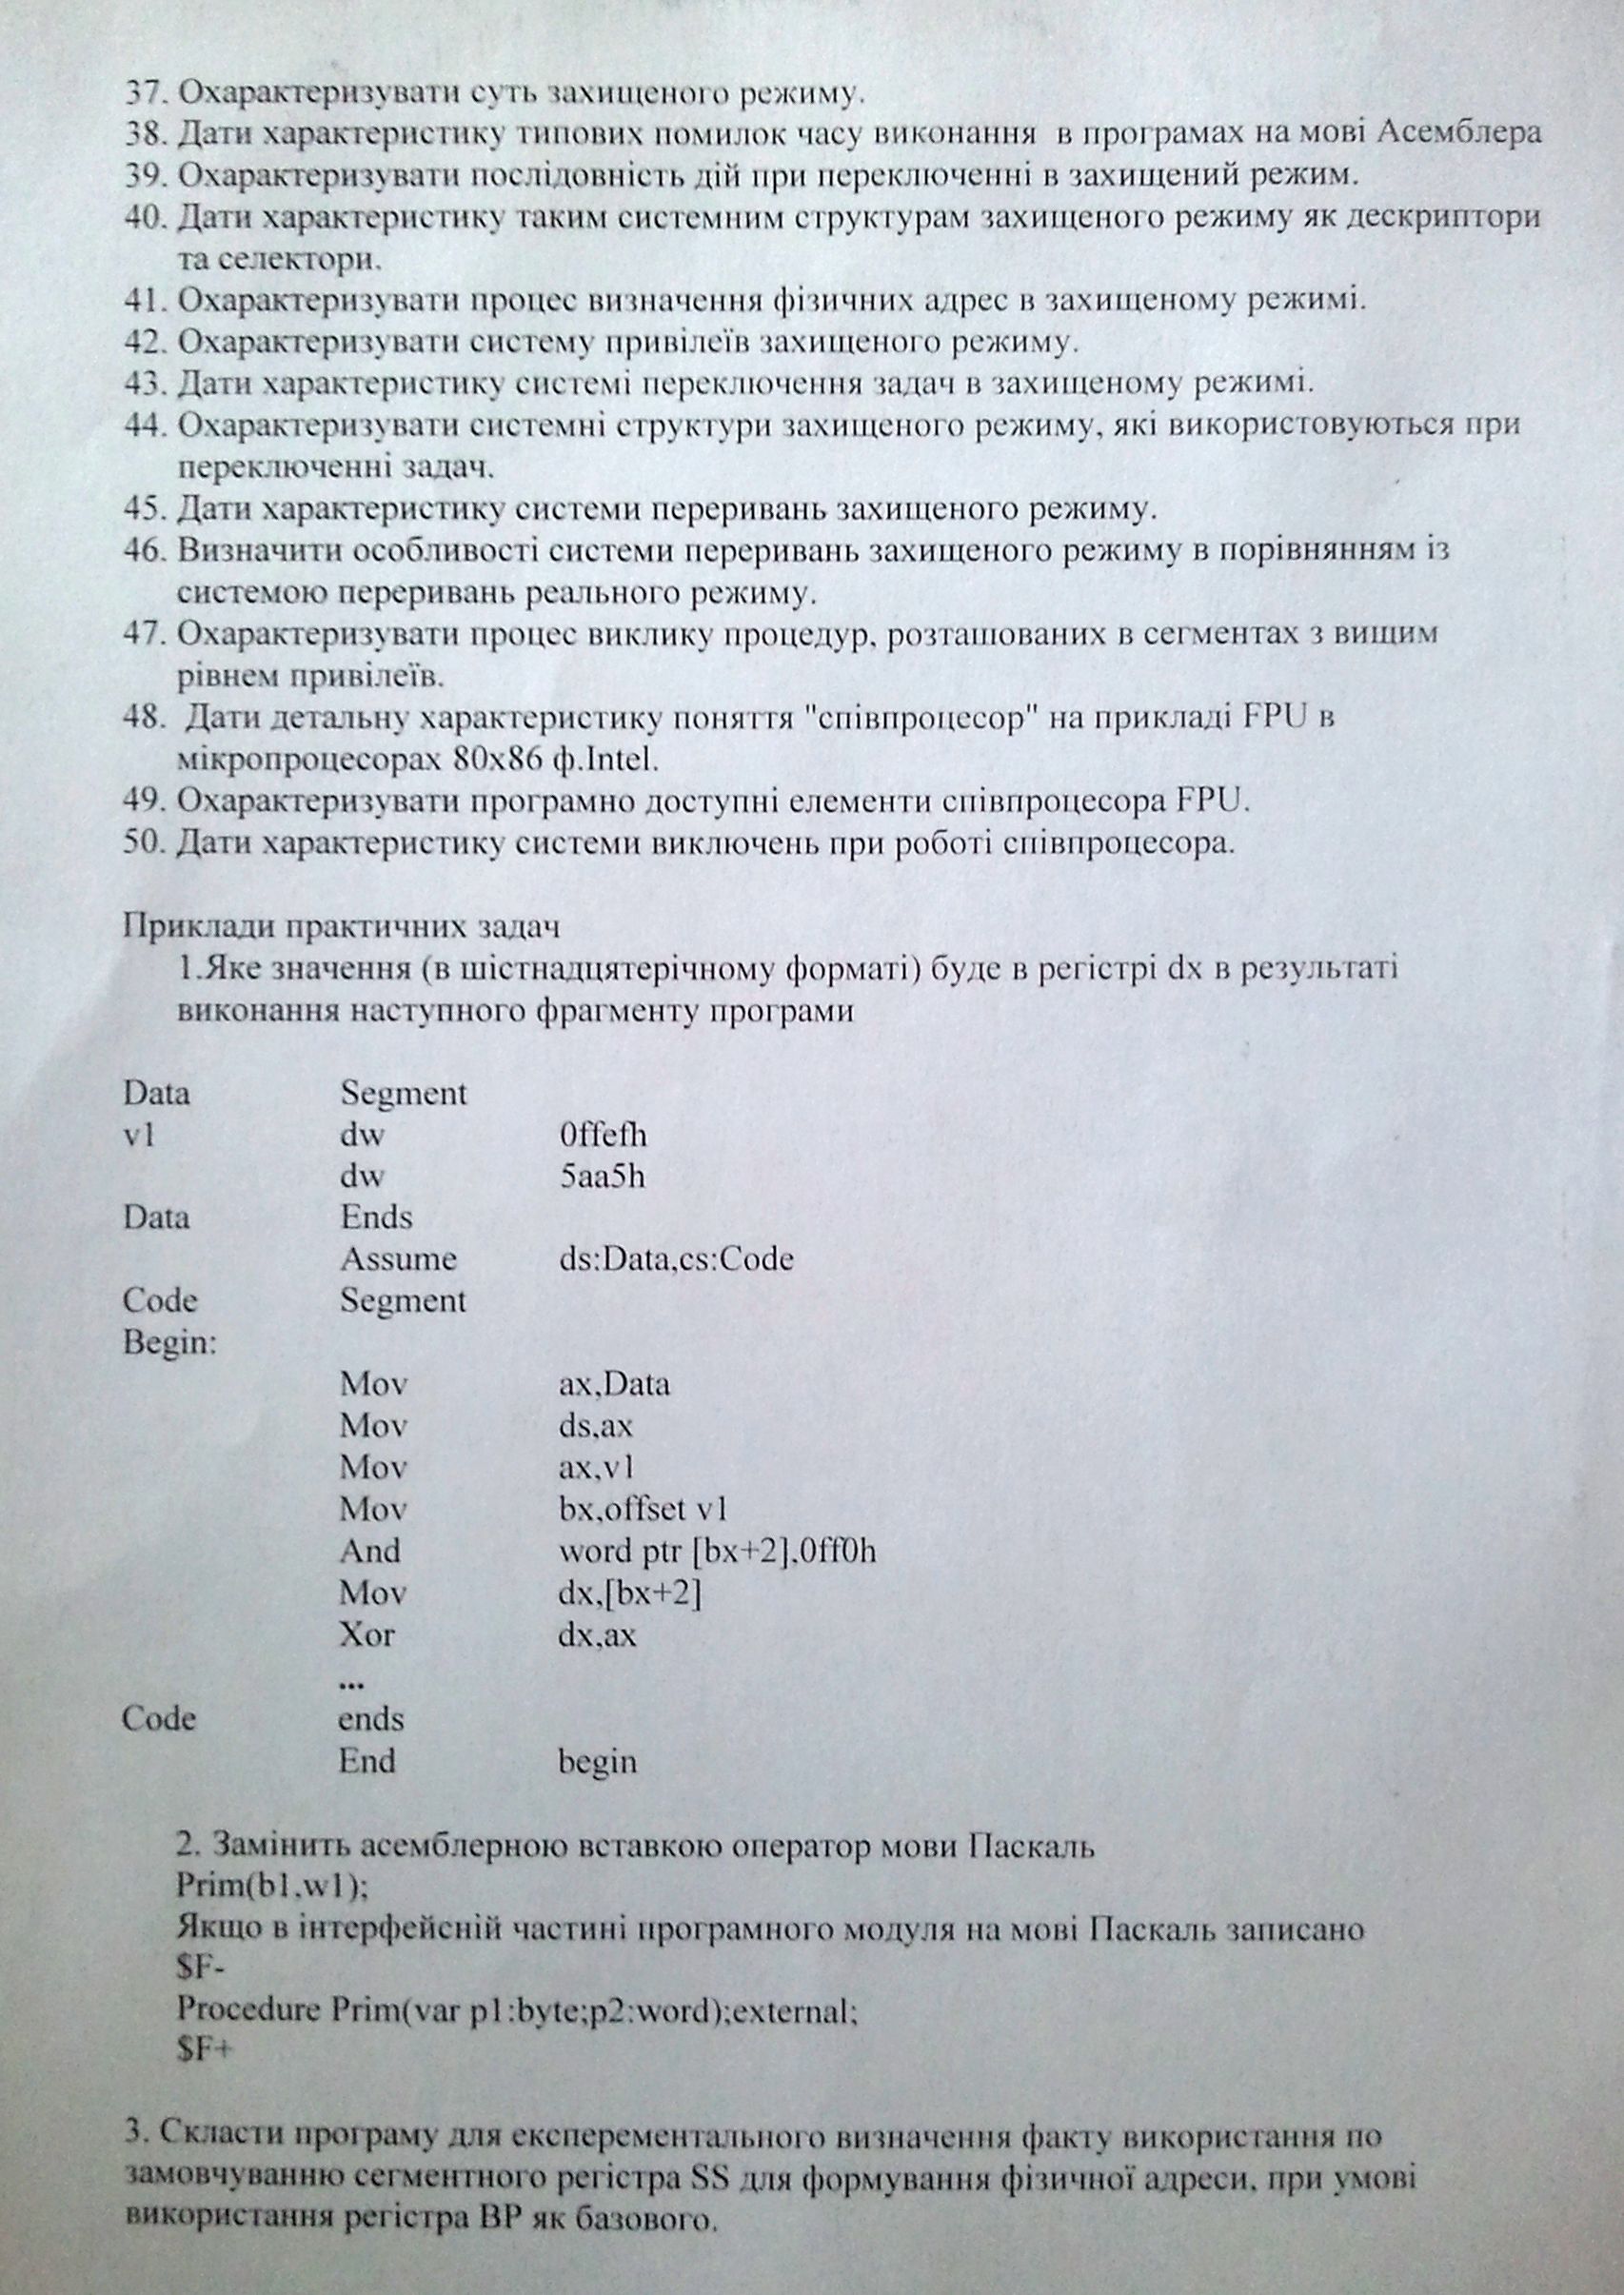 37. Охарактеризувати суть захищеного режиму.
38. Дати характеристику типових помилок часу виконання в програмах на мові Асемблера
39. Охарактеризувати послідовність дій при переключенні в захищений режим.
40. Дати характеристику таким системним структурам захищеного режиму як дескриптори
та селектори.
41. Охарактеризувати процес визначення фізичних адрес в захищеному режимі.
42. Охарактеризувати систему привілеїв захищеного режиму.
43. Дати характеристику системі переключення задач в захищеному режимі.
44. Охарактеризувати системні структури захищеного режиму, які використовуються при
переключенні задач.
45. Дати характеристику системи переривань захищеного режиму.
46. Визначити особливості системи переривань захищеного режиму в порівнянням із
системою переривань реального режиму.
47. Охарактеризувати процес виклику процедур, розташованих в сегментах з вищим
рівнем привілеїв.
48. Дати детальну характеристику поняття "співпроцесор" на прикладі FPU в
мікропроцесорах 80x86 ф.Intel.
49. Охарактеризувати програмно доступні елементи співпроцесора FPU.
50. Дати характеристику системи виключень при роботі співпроцесора.
Приклади практичних задач
1.Яке значення (в шістнадцятерічному форматі) буде в регістрі dx в результаті
виконання наступного фрагменту програми
Data Segment
v1 dw 0ffefh
dw 5aa5h
Data Ends
Assume ds:Data,cs:Code
Code Segment
Begin:
Mov ax,Data
Mov ds,ax
Mov ax,v1
Mov bx,offset v1
And word ptr [bx+2],0ff0h
Mov dx,[bx+2]
Xor dx,ax
...
Code ends
End begin
2. Замінить асемблерною вставкою оператор мови Паскаль
Prim(b1,w1);
Якщо в інтерфейсній частині програмного модуля на мові Паскаль записано
$F-
Procedure Prim(var p1:byte;p2:word);external;
$F+
3. Скласти програму для експерементального визначення факту використання по
замовчуванню сегментного регістра SS для формування фізичної адреси, при умові
використання регістра BP як базового.